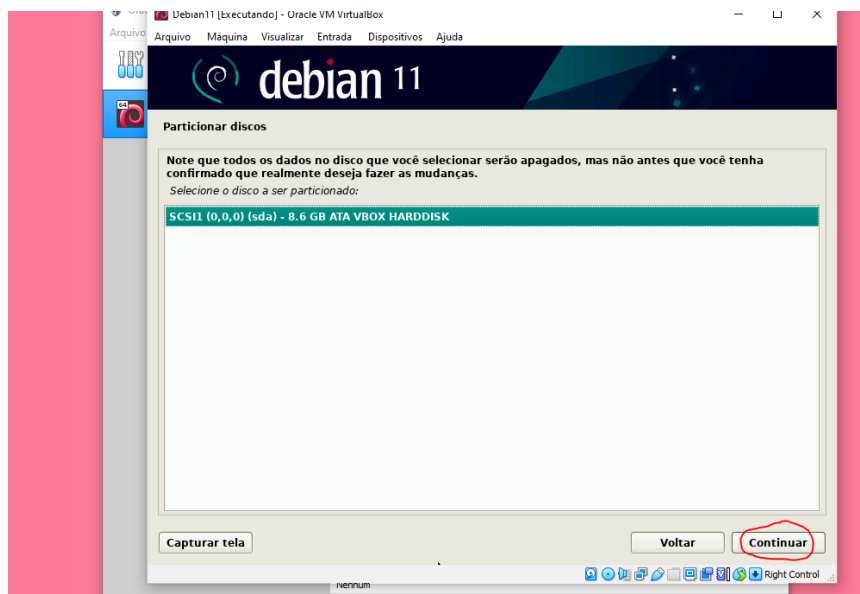 Debian11 [Executando] - Oracle VM VirtualBox
Arquivo
Arquivo Máquina Visualizar Entrada Dispositivos Ajuda
debian 11
64
Particionar discos
Note que todos os dados no disco que você selecionar serão apagados, mas não antes que você tenha
confirmado que realmente deseja fazer as mudanças.
Selecione o disco a ser particionado:
SCSI1 (0,0,0) (sda) - 8.6 GB ATA VBOX HARDDISK
Capturar tela
Voltar
Continuar
Right Control
Nenhum